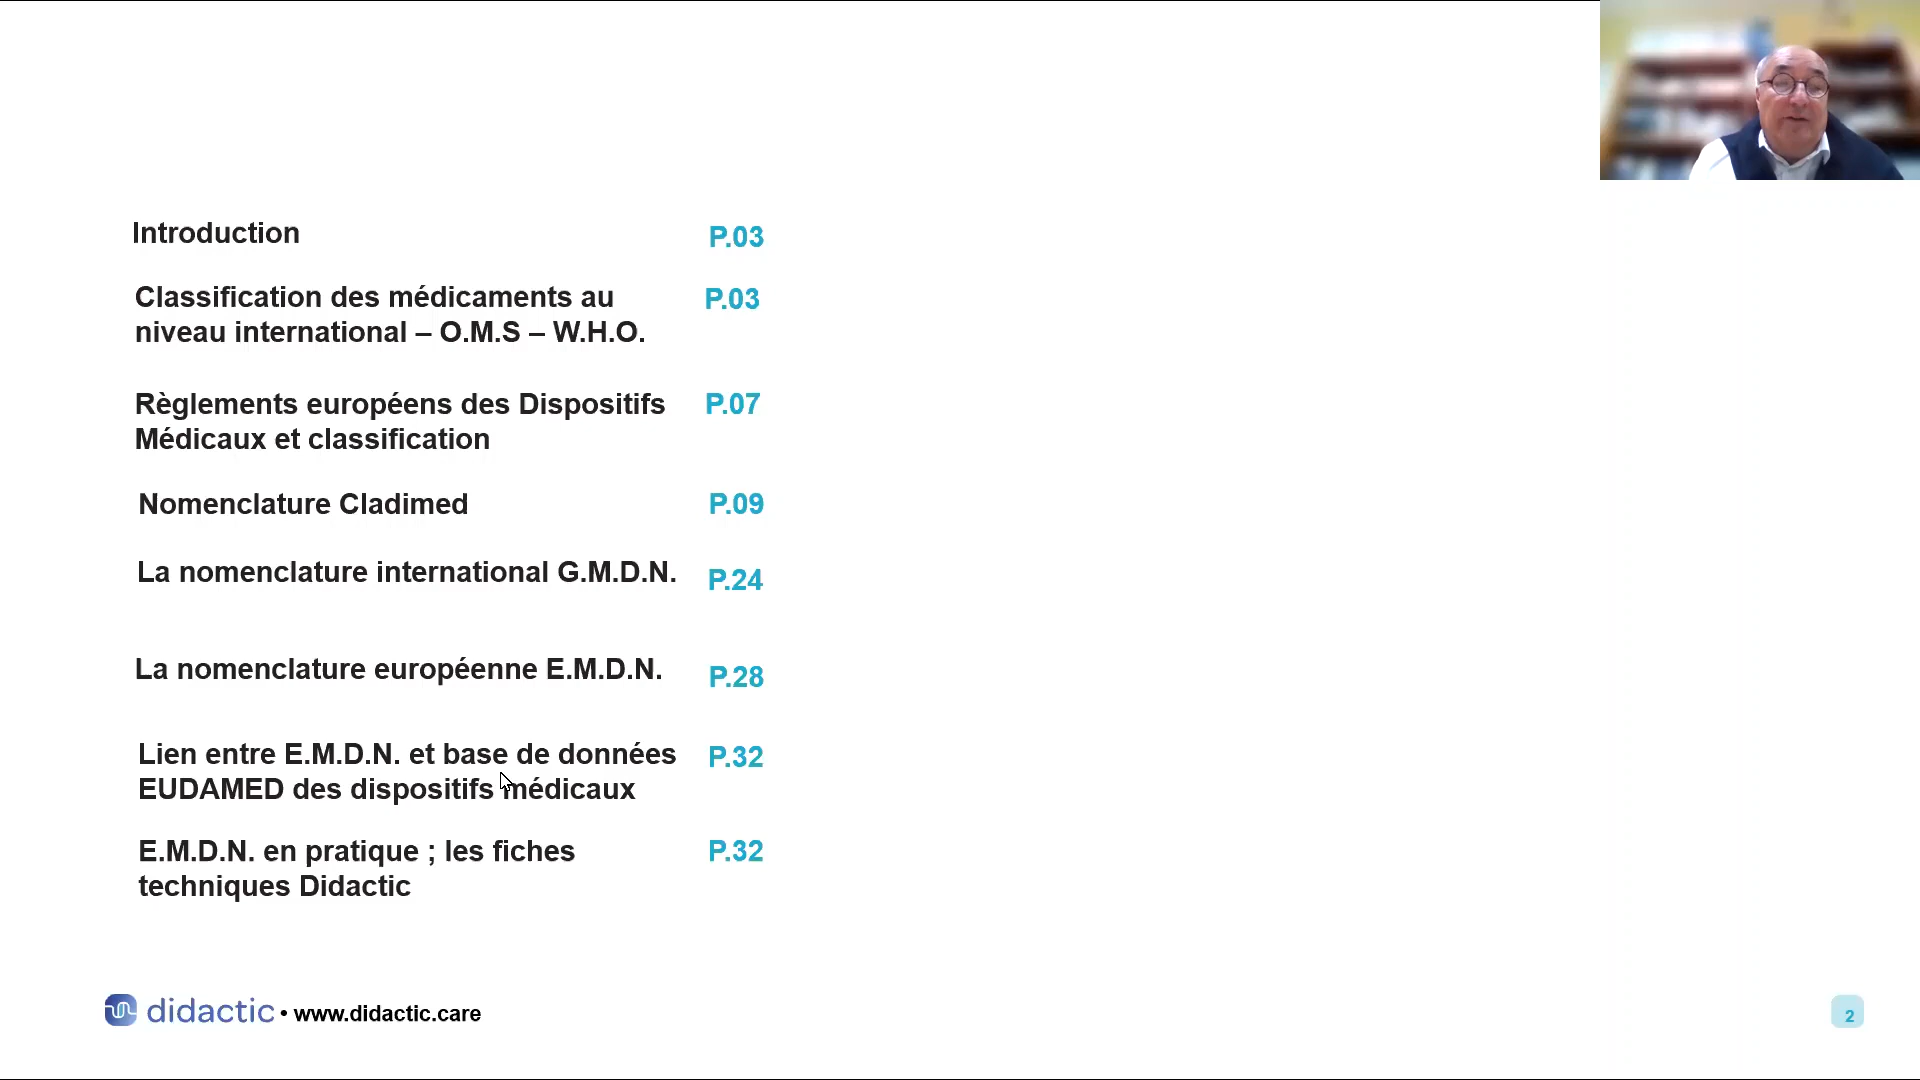 Introduction P.03
Classification des médicaments au P.03
niveau international – O.M.S – W.H.O.
Règlements européens des Dispositifs P.07
Médicaux et classification
Nomenclature Cladimed P.09
La nomenclature international G.M.D.N. P.24
La nomenclature européenne E.M.D.N. P.28
Lien entre E.M.D.N. et base de données P.32
EUDAMED des dispositifs médicaux
E.M.D.N. en pratique ; les fiches P.32
techniques Didactic
didactic • www.didactic.care
2